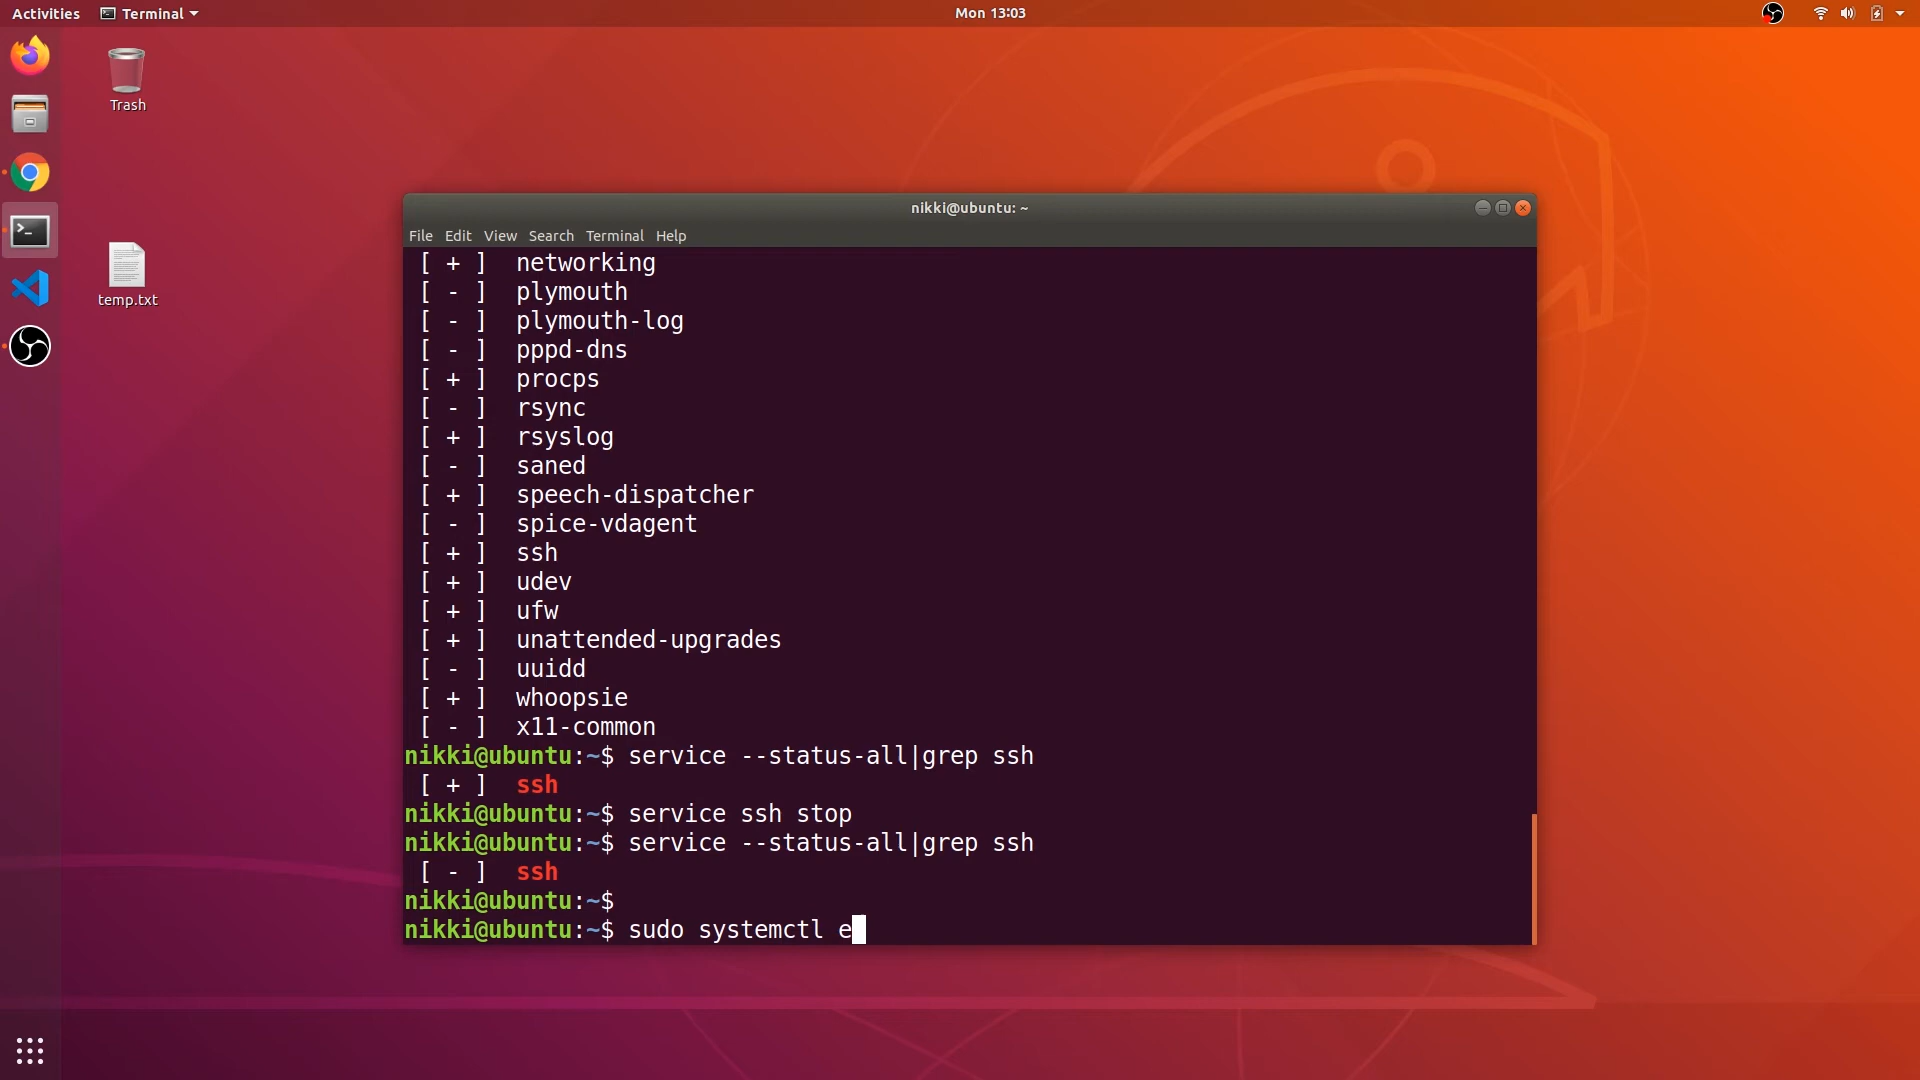 Activities Terminal Mon 13:03
Trash
temp.txt
nikki@ubuntu: ~
File Edit View Search Terminal Help
[ + ] networking
[ - ] plymouth
[ - ] plymouth-log
[ - ] pppd-dns
[ + ] procps
[ - ] rsync
[ + ] rsyslog
[ - ] saned
[ + ] speech-dispatcher
[ - ] spice-vdagent
[ + ] ssh
[ + ] udev
[ + ] ufw
[ + ] unattended-upgrades
[ - ] uuidd
[ + ] whoopsie
[ - ] x11-common
nikki@ubuntu:~$ service --status-all|grep ssh
[ + ] ssh
nikki@ubuntu:~$ service ssh stop
nikki@ubuntu:~$ service --status-all|grep ssh
[ - ] ssh
nikki@ubuntu:~$
nikki@ubuntu:~$ sudo systemctl e